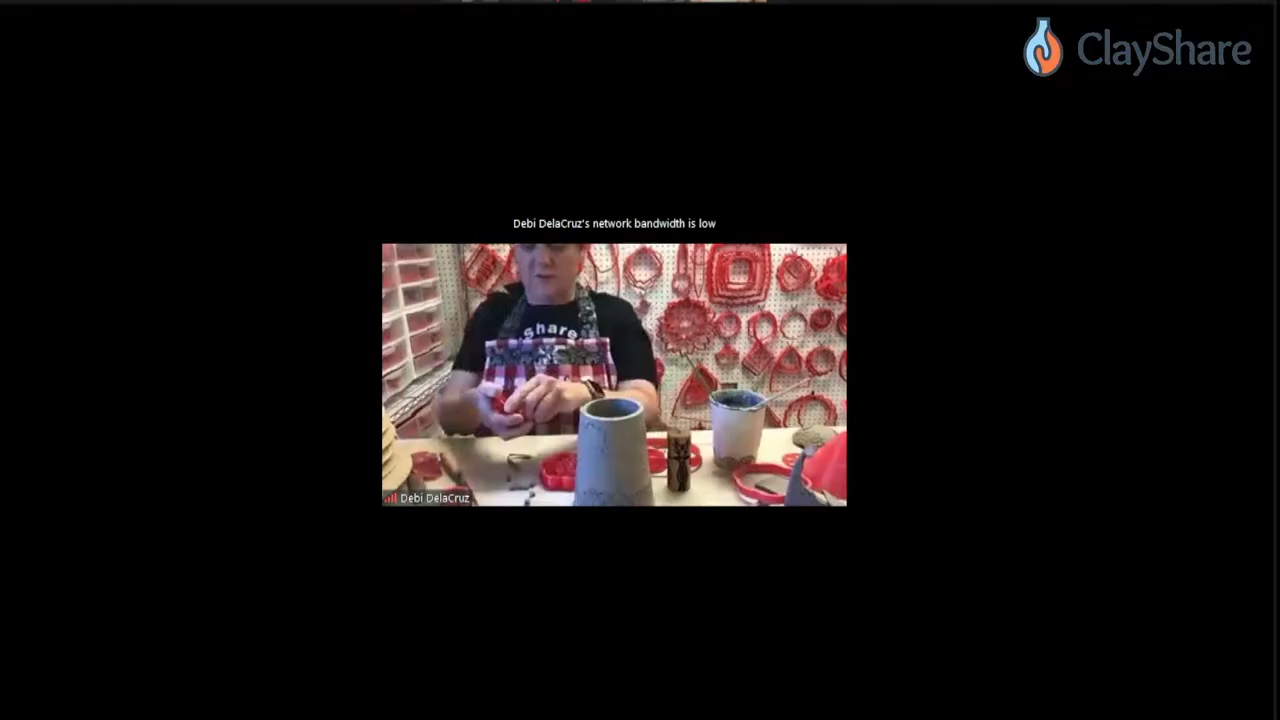 ClayShare
Debi DelaCruz's network bandwidth is low
Share
Debi DelaCruz